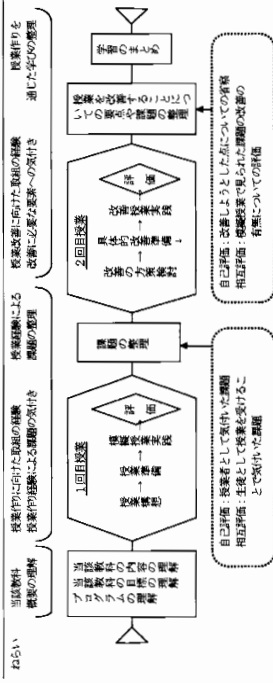 ねらい
当該教科
概要の理解
授業作りに向けた取組の経験
授業作り経験による課題の気付き
授業経験による
課題の整理
授業改善に向けた取組の経験
改善に必要な要素への気付き
授業作りを
通じた学びの整理
プログラムの理解
当該教科の目標の理解
当該教科の内容の理解
1回目授業
授業構想
→
授業準備
→
模擬授業実践
評価
課題の整理
2回目授業
改善の方策検討
→
具体的改善準備
→
改善授業実践
評価
授業を改善することにつ
いての要点や課題の整理
学習のまとめ
自己評価:授業者として気付いた課題
相互評価:生徒として授業を受けるこ
とで気付いた課題
自己評価:改善しようとした点についての省察
相互評価:模擬授業で見られた課題の改善の
有無についての評価